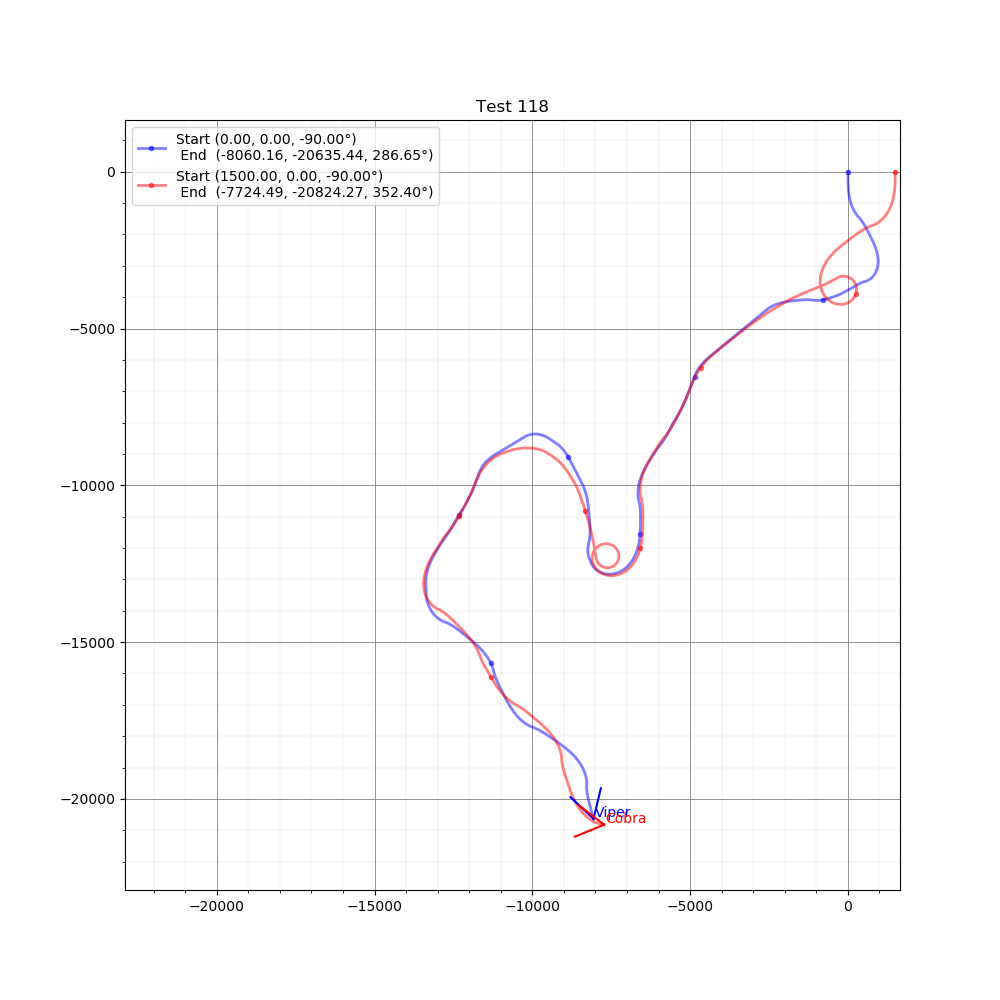 Test 118
Start (0.00, 0.00, -90.00°)
End  (-8060.16, -20635.44, 286.65°)
Start (1500.00, 0.00, -90.00°)
End  (-7724.49, -20824.27, 352.40°)
0
−5000
−10000
−15000
−20000
Viper
Cobra
−20000
−15000
−10000
−5000
0